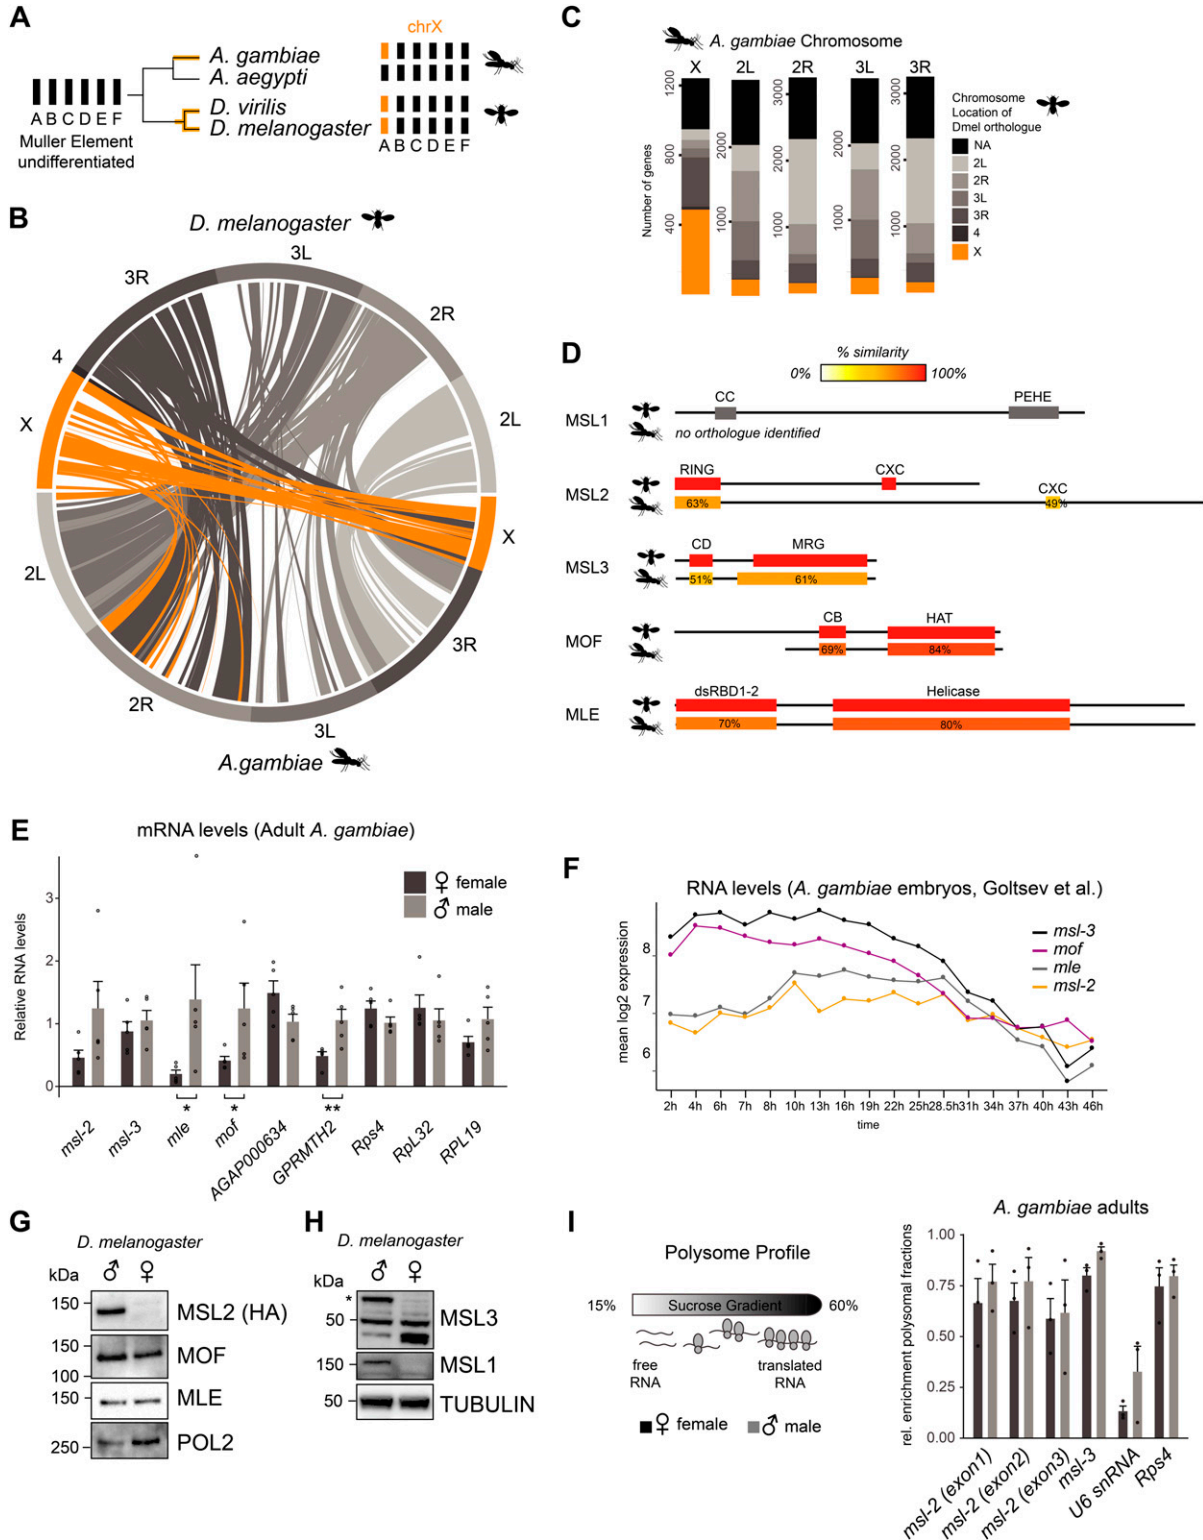 A
chrX
A. gambiae
A. aegypti
D. virilis
D. melanogaster
A B C D E F
Muller Element
undifferentiated
A B C D E F
B
D. melanogaster
3L
3R
2R
4
X
2L
2L
X
2R
3R
3L
A.gambiae
C
A. gambiae Chromosome
X 2L 2R 3L 3R
Number of genes
1200
800
400
2000
1000
3000
2000
1000
2000
1000
3000
2000
1000
Chromosome
Location of
Dmel orthologue
NA
2L
2R
3L
3R
4
X
D
% similarity
0% 100%
MSL1
CC PEHE
no orthologue identified
MSL2
RING CXC
63% CXC 49%
MSL3
CD MRG
51% 61%
MOF
CB HAT
69% 84%
MLE
dsRBD1-2 Helicase
70% 80%
E
mRNA levels (Adult A. gambiae)
♀ female
♂ male
Relative RNA levels
3
2
1
0
* * **
msl-2 msl-3 mle mof AGAP000634 GPRMTH2 Rps4 RpL32 RPL19
F
RNA levels (A. gambiae embryos, Goltsev et al.)
msl-3
mof
mle
msl-2
mean log2 expression
8
7
6
2h 4h 6h 7h 8h 10h 13h 16h 19h 22h 25h 28.5h 31h 34h 37h 40h 43h 46h
time
G
D. melanogaster
kDa ♂ ♀
150 MSL2 (HA)
150 MOF
100
150 MLE
250 POL2
H
D. melanogaster
kDa ♂ ♀
*
50 MSL3
150 MSL1
50 TUBULIN
I
Polysome Profile
15% Sucrose Gradient 60%
free
RNA
translated
RNA
♀ female ♂ male
A. gambiae adults
rel. enrichment polysomal fractions
1.00
0.75
0.50
0.25
0.00
msl-2 (exon1) msl-2 (exon2) msl-2 (exon3) msl-3 U6 snRNA Rps4